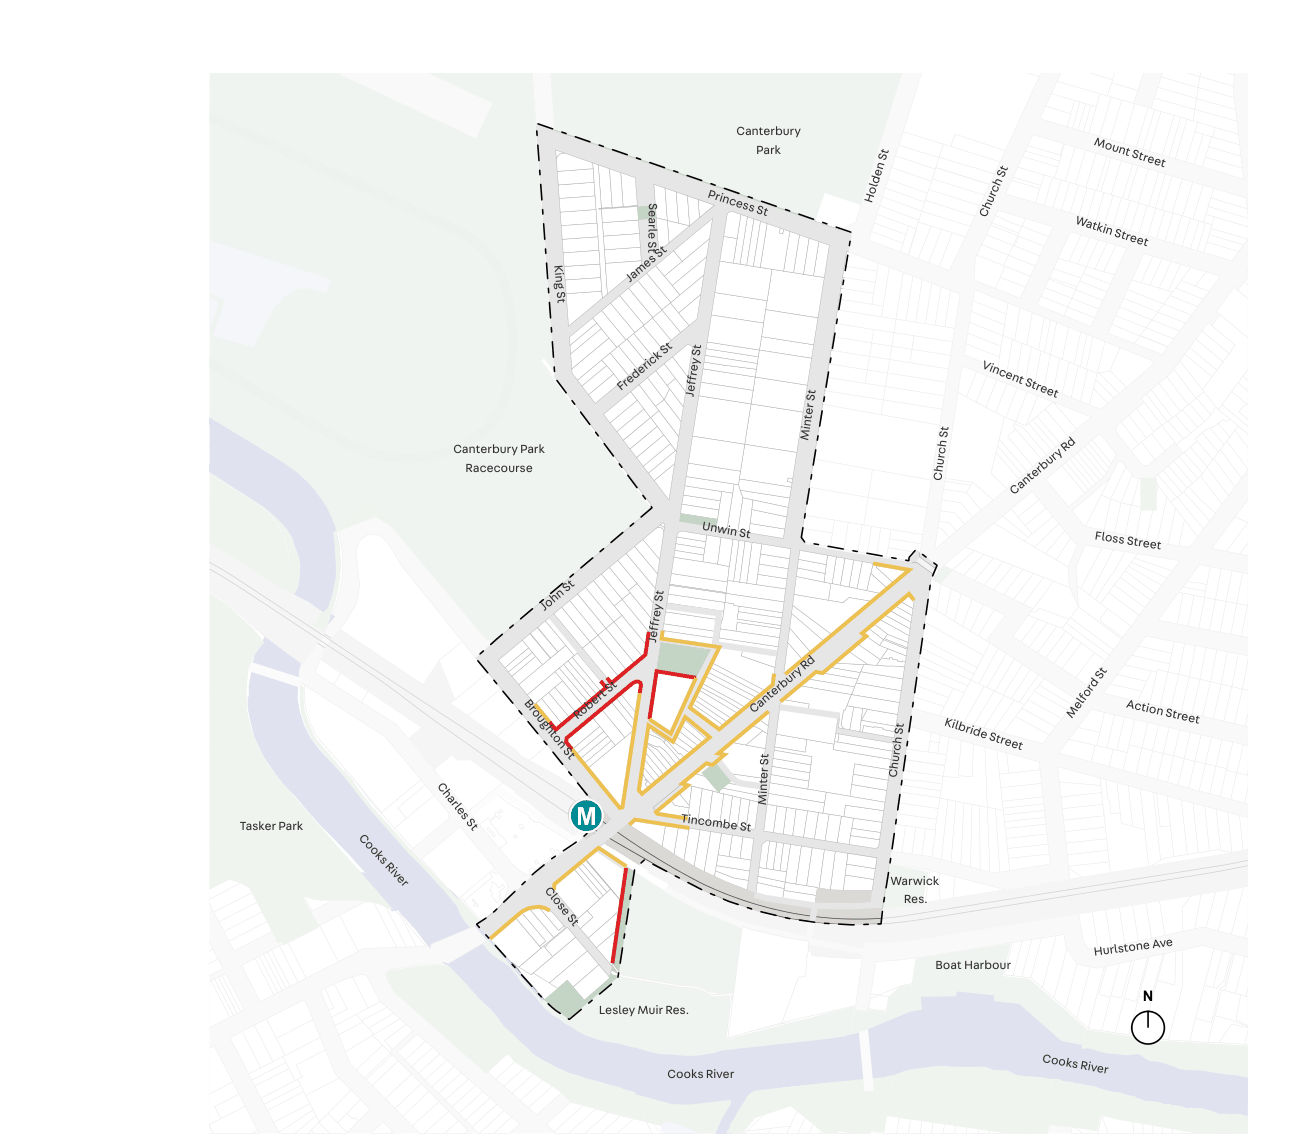 Canterbury
Park
Mount Street
Holden St
Church St
Princess St
Searle St
Watkin Street
James St
King St
Frederick St
Jeffrey St
Vincent Street
Minter St
Canterbury Park
Racecourse
Church St
Canterbury Rd
Unwin St
Floss Street
John St
Jeffrey St
Canterbury Rd
Robert St
Melford St
Action Street
Broughton St
Kilbride Street
Church St
Minter St
Charles St
M
Tincombe St
Tasker Park
Cooks River
Warwick
Res.
Close St
Hurlstone Ave
Boat Harbour
N
Lesley Muir Res.
Cooks River
Cooks River